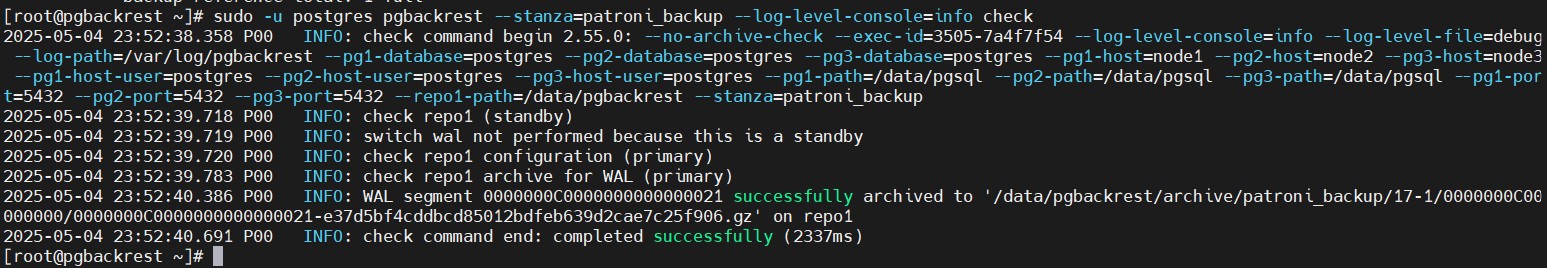 [root@pgbackrest ~]# sudo -u postgres pgbackrest --stanza=patroni_backup --log-level-console=info check
2025-05-04 23:52:38.358 P00   INFO: check command begin 2.55.0: --no-archive-check --exec-id=3505-7a4f7f54 --log-level-console=info --log-level-file=debug
--log-path=/var/log/pgbackrest --pg1-database=postgres --pg2-database=postgres --pg3-database=postgres --pg1-host=node1 --pg2-host=node2 --pg3-host=node3
--pg1-host-user=postgres --pg2-host-user=postgres --pg3-host-user=postgres --pg1-path=/data/pgsql --pg2-path=/data/pgsql --pg3-path=/data/pgsql --pg1-por
t=5432 --pg2-port=5432 --pg3-port=5432 --repo1-path=/data/pgbackrest --stanza=patroni_backup
2025-05-04 23:52:39.718 P00   INFO: check repo1 (standby)
2025-05-04 23:52:39.719 P00   INFO: switch wal not performed because this is a standby
2025-05-04 23:52:39.720 P00   INFO: check repo1 configuration (primary)
2025-05-04 23:52:39.783 P00   INFO: check repo1 archive for WAL (primary)
2025-05-04 23:52:40.386 P00   INFO: WAL segment 0000000C0000000000000021 successfully archived to '/data/pgbackrest/archive/patroni_backup/17-1/0000000C00
000000/0000000C0000000000000021-e37d5bf4cddbcd85012bdfeb639d2cae7c25f906.gz' on repo1
2025-05-04 23:52:40.691 P00   INFO: check command end: completed successfully (2337ms)
[root@pgbackrest ~]#